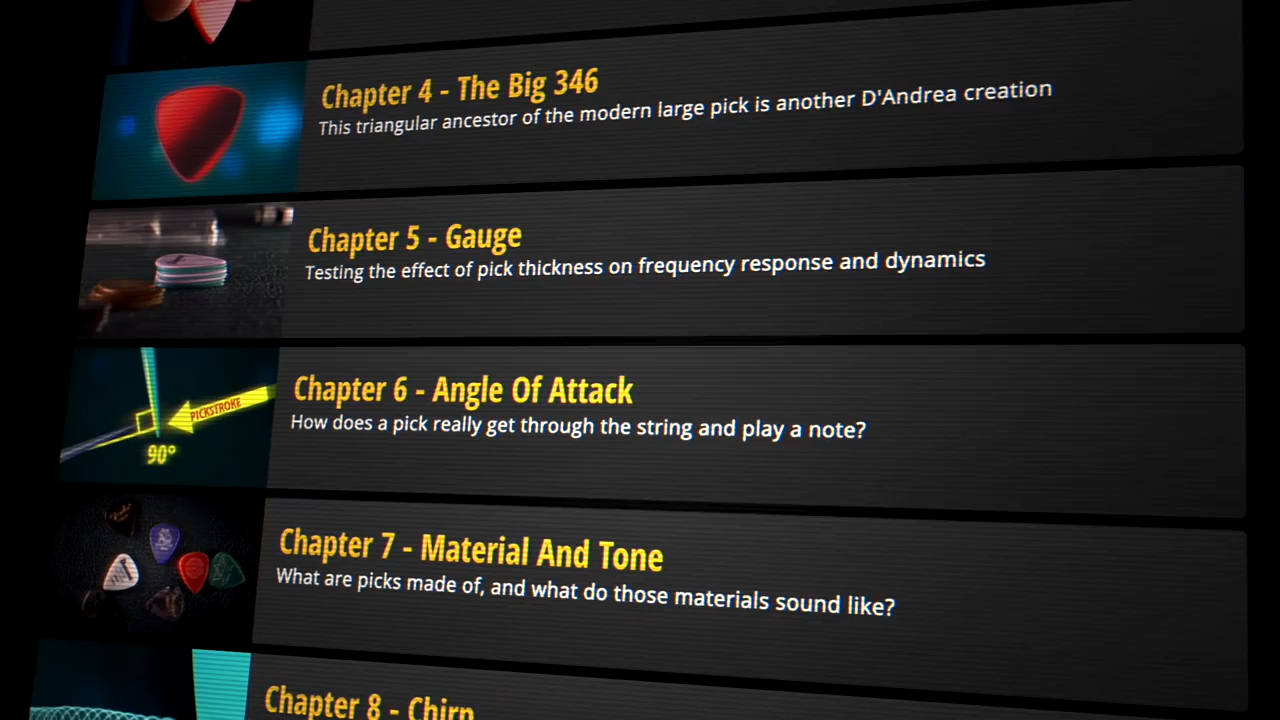 Chapter 4 - The Big 346
This triangular ancestor of the modern large pick is another D'Andrea creation
Chapter 5 - Gauge
Testing the effect of pick thickness on frequency response and dynamics
PICKSTROKE
90°
Chapter 6 - Angle Of Attack
How does a pick really get through the string and play a note?
Chapter 7 - Material And Tone
What are picks made of, and what do those materials sound like?
Chapter 8 - Chirp